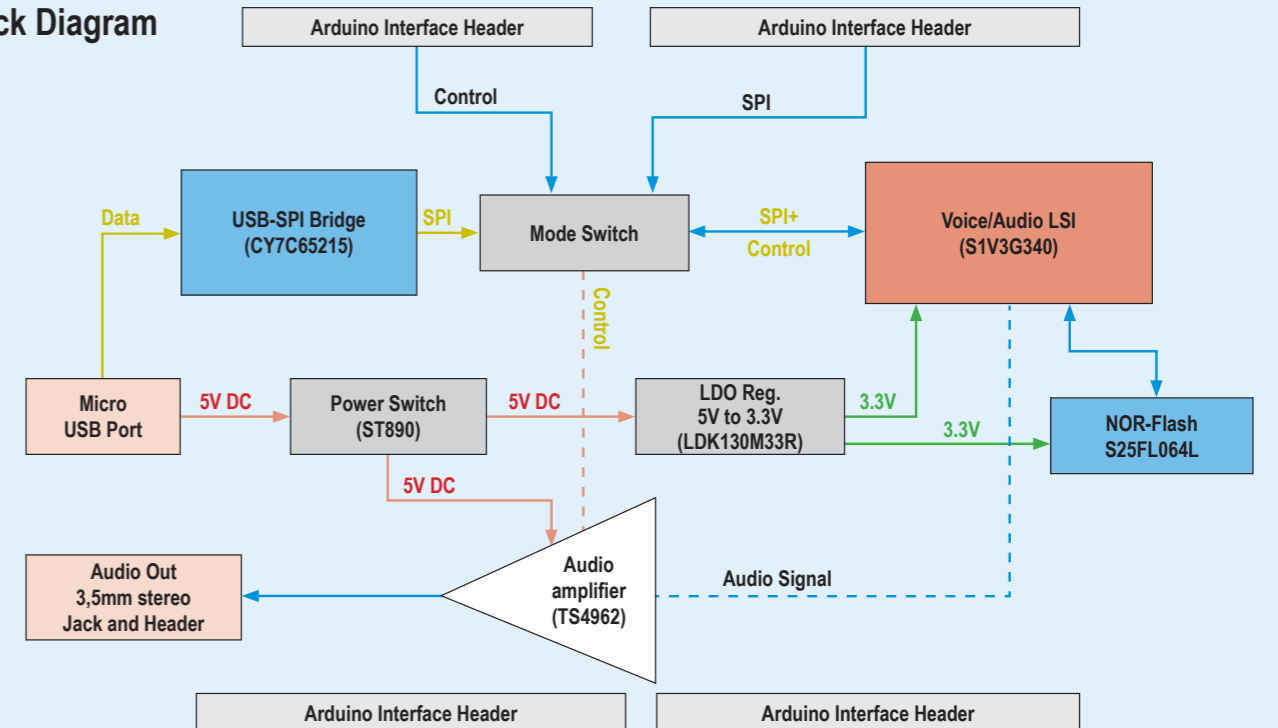 ck Diagram
Arduino Interface Header
Arduino Interface Header
Control
SPI
Data
USB-SPI Bridge
(CY7C65215)
SPI
Mode Switch
SPI+
Control
Voice/Audio LSI
(S1V3G340)
Control
Micro
USB Port
5V DC
Power Switch
(ST890)
5V DC
LDO Reg.
5V to 3.3V
(LDK130M33R)
3.3V
3.3V
NOR-Flash
S25FL064L
5V DC
Audio Out
3,5mm stereo
Jack and Header
Audio
amplifier
(TS4962)
Audio Signal
Arduino Interface Header
Arduino Interface Header